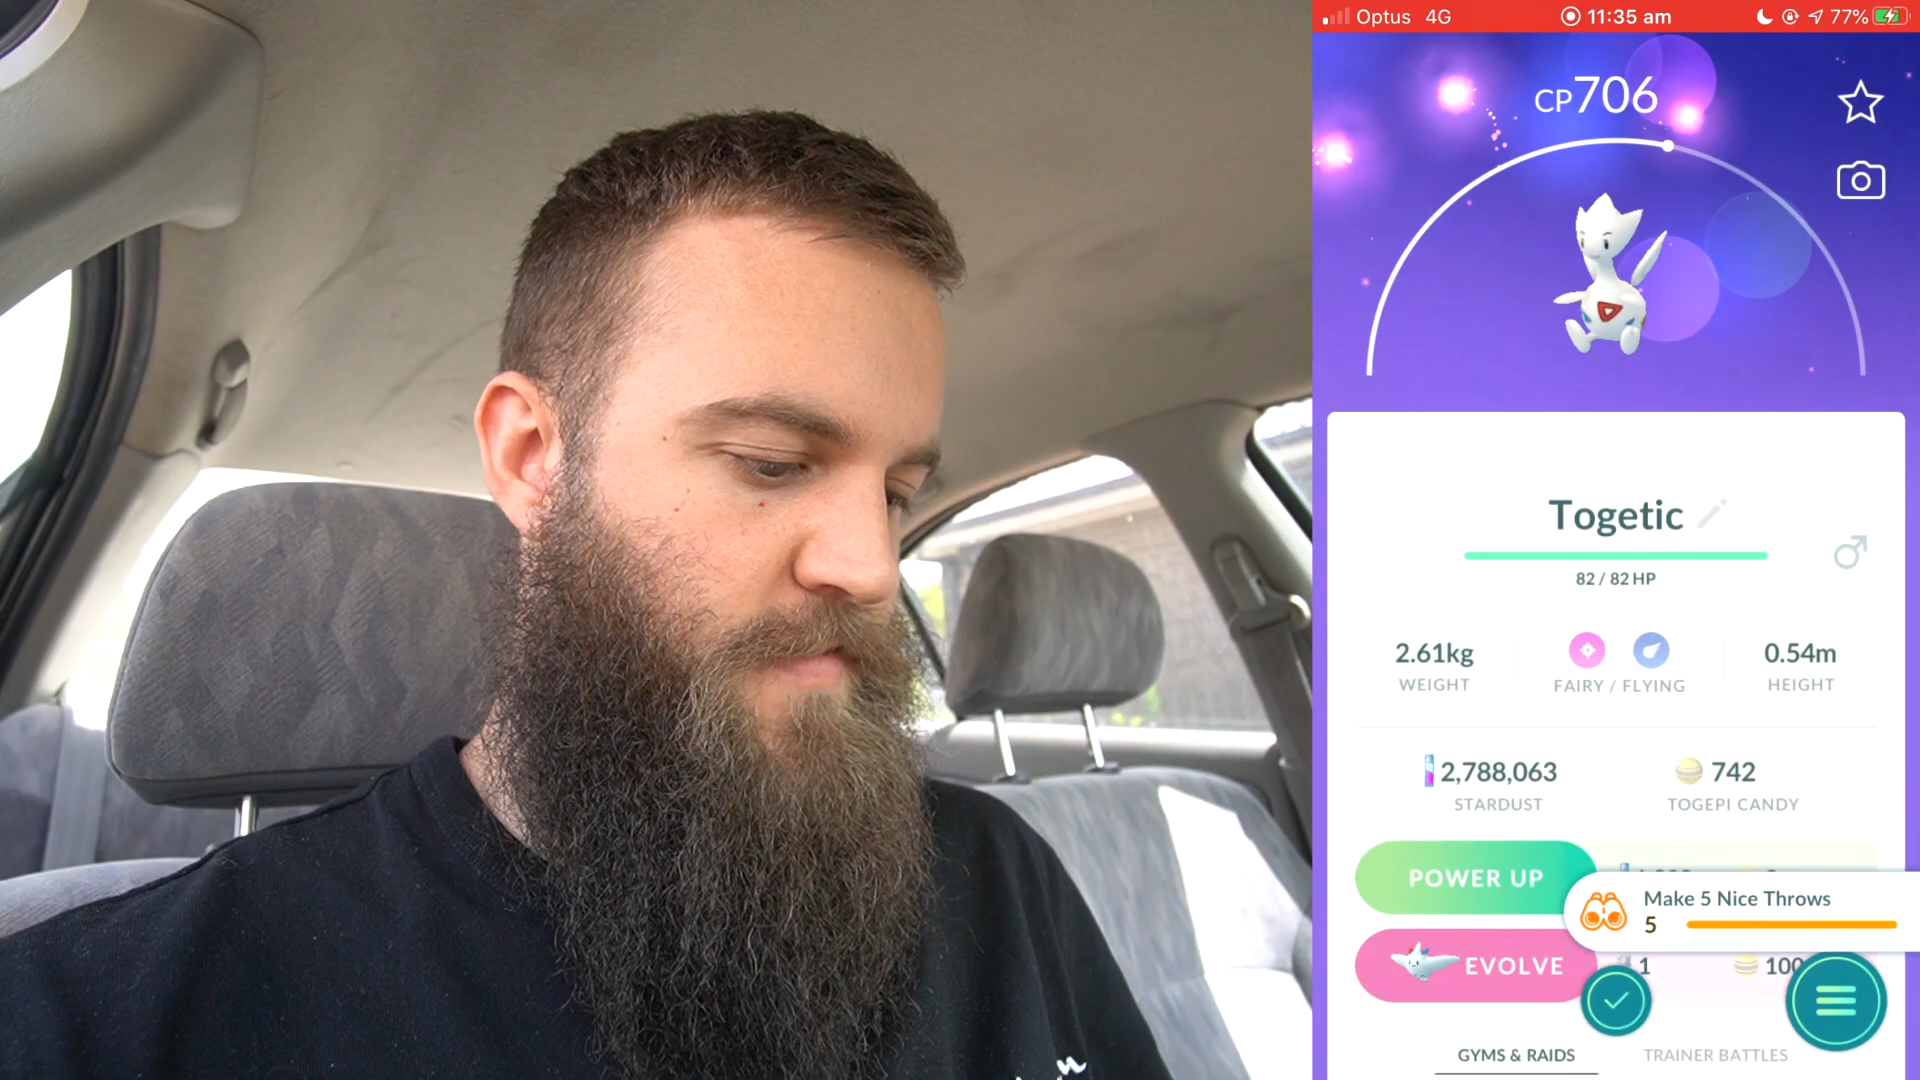 Optus 4G 11:35 am 77%
CP706
Togetic
82 / 82 HP
2.61kg
WEIGHT
FAIRY / FLYING
0.54m
HEIGHT
2,788,063
STARDUST
742
TOGEPI CANDY
POWER UP
Make 5 Nice Throws
5
EVOLVE
1
100
GYMS & RAIDS
TRAINER BATTLES